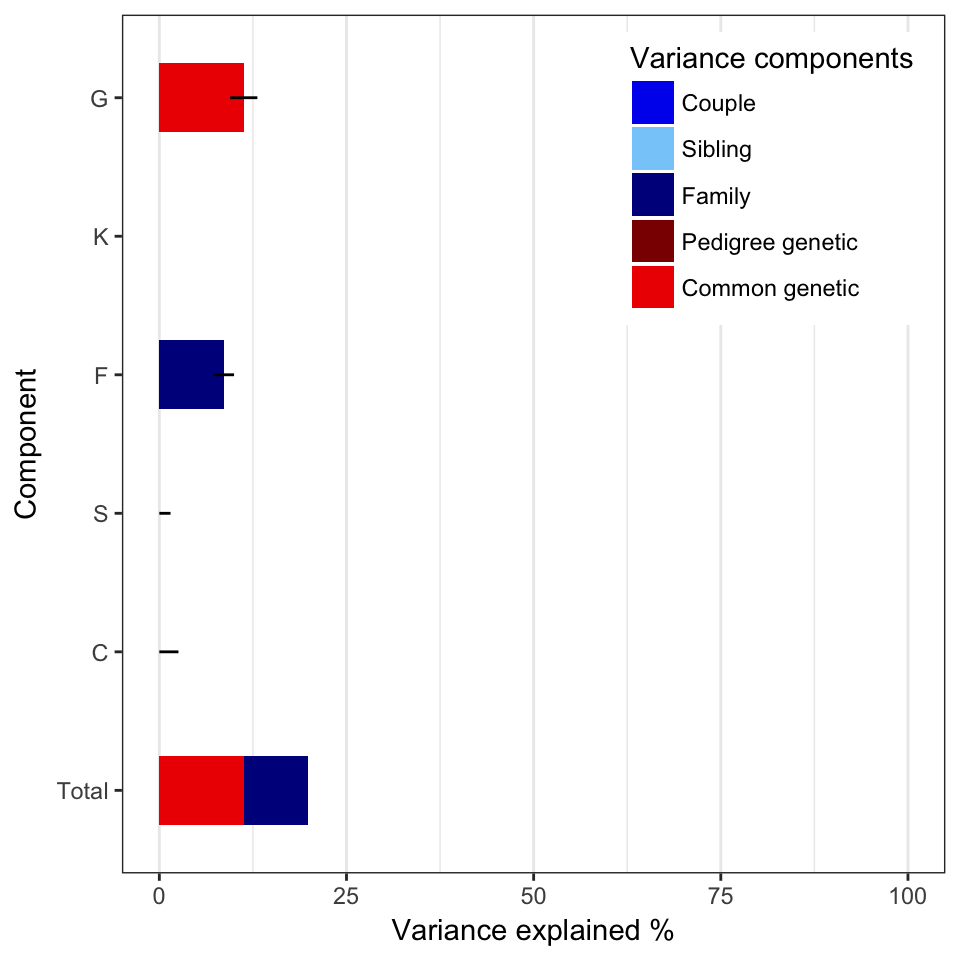 Variance components
Couple
Sibling
Family
Pedigree genetic
Common genetic
G
K
F
S
C
Total
Component
0 25 50 75 100
Variance explained %